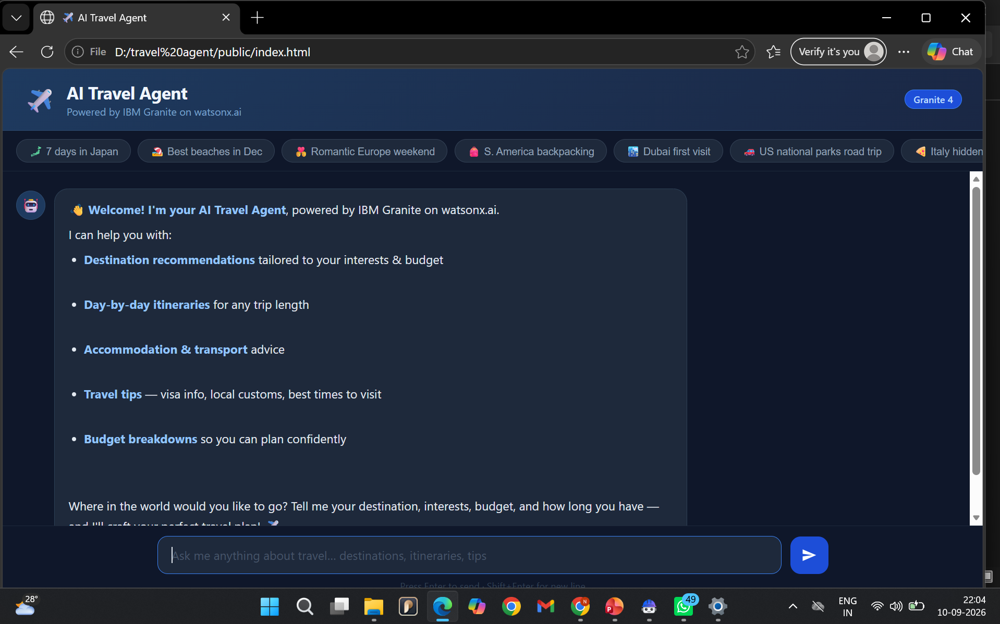 AI Travel Agent
File D:/travel%20agent/public/index.html
Verify it's you
Chat
AI Travel Agent
Powered by IBM Granite on watsonx.ai
Granite 4
7 days in Japan
Best beaches in Dec
Romantic Europe weekend
S. America backpacking
Dubai first visit
US national parks road trip
Italy hidden
👋 Welcome! I'm your AI Travel Agent, powered by IBM Granite on watsonx.ai.
I can help you with:
• Destination recommendations tailored to your interests & budget
• Day-by-day itineraries for any trip length
• Accommodation & transport advice
• Travel tips — visa info, local customs, best times to visit
• Budget breakdowns so you can plan confidently
Where in the world would you like to go? Tell me your destination, interests, budget, and how long you have —
and I'll craft your perfect travel plan!
Ask me anything about travel... destinations, itineraries, tips
Press Enter to send · Shift+Enter for new line
28°
N
P
49
ENG
IN
22:04
10-09-2026